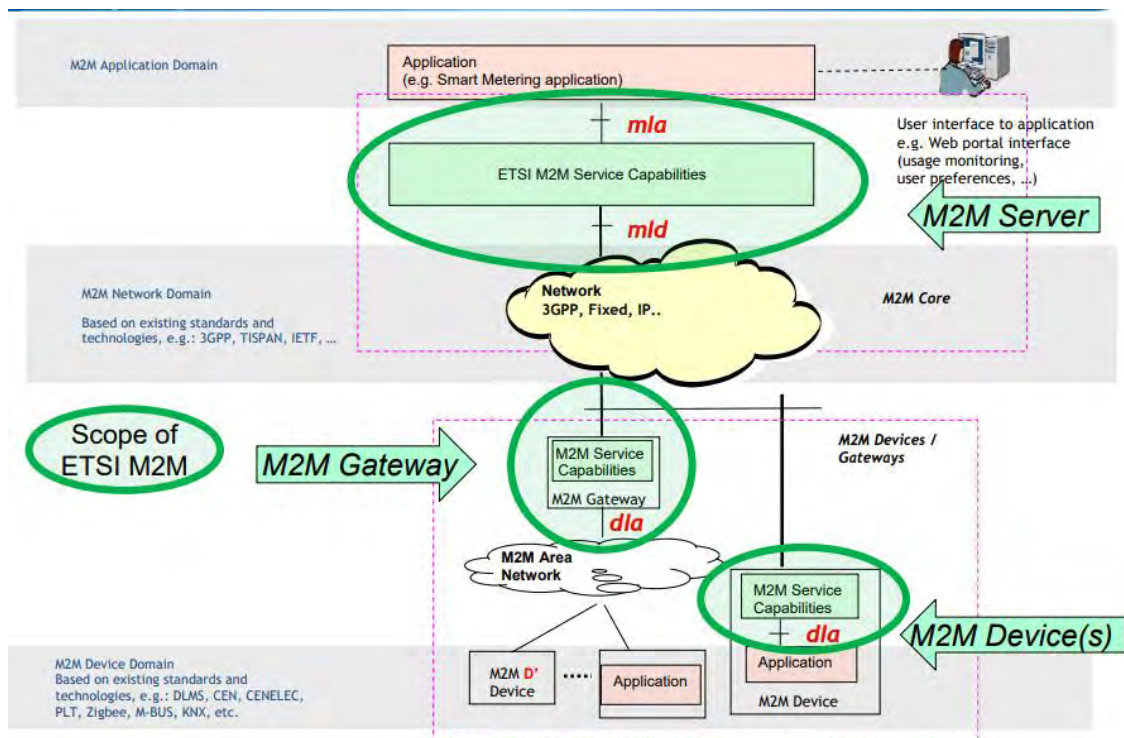 M2M Application Domain
Application
(e.g. Smart Metering application)
mIa
User interface to application
e.g. Web portal interface
(usage monitoring,
user preferences, …)
ETSI M2M Service Capabilities
M2M Server
mId
M2M Network Domain
Based on existing standards and
technologies, e.g.: 3GPP, TISPAN, IETF, …
Network
3GPP, Fixed, IP..
M2M Core
Scope of
ETSI M2M
M2M Gateway
M2M Service
Capabilities
M2M Gateway
dIa
M2M Devices /
Gateways
M2M Area
Network
M2M Service
Capabilities
dIa
M2M Device(s)
M2M Device Domain
Based on existing standards and
technologies, e.g.: DLMS, CEN, CENELEC,
PLT, Zigbee, M-BUS, KNX, etc.
M2M D'
Device
Application
Application
M2M Device